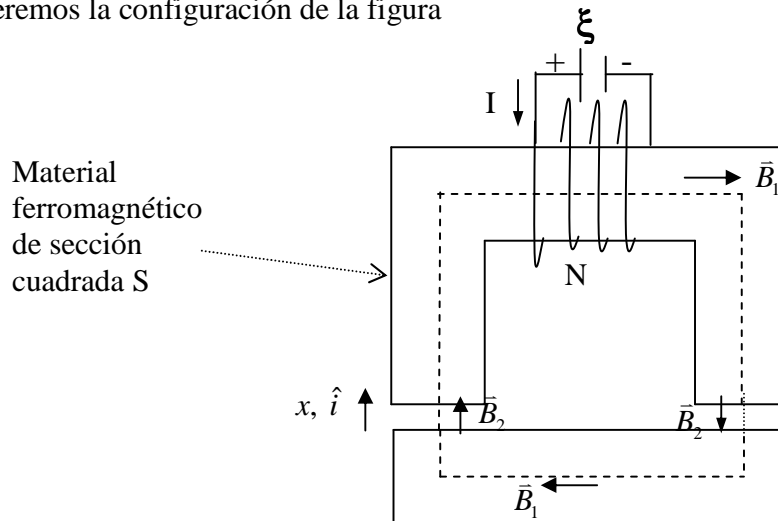 eremos la configuración de la figura
ξ
+ -
I
Material
ferromagnético
de sección
cuadrada S
B⃗₁
N
x, î
B⃗₂
B⃗₂
B⃗₁